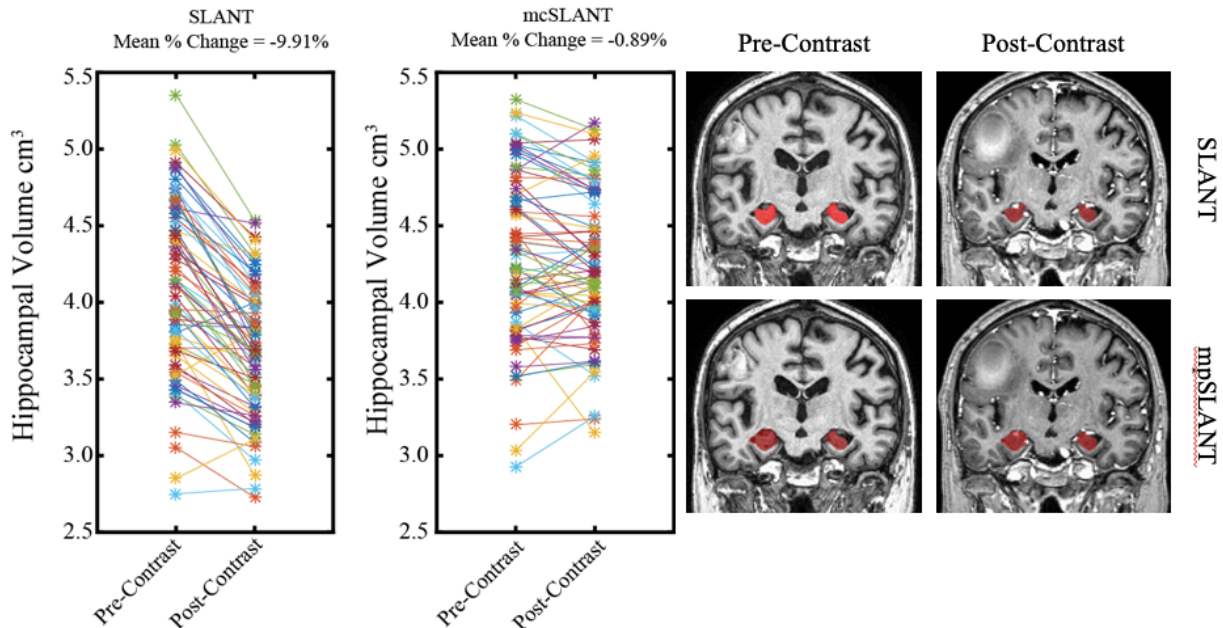 SLANT
Mean % Change = -9.91%
Hippocampal Volume cm³
5.5
5.0
4.5
4.0
3.5
3.0
2.5
Pre-Contrast
Post-Contrast
mcSLANT
Mean % Change = -0.89%
Hippocampal Volume cm³
5.5
5.0
4.5
4.0
3.5
3.0
2.5
Pre-Contrast
Post-Contrast
Pre-Contrast
Post-Contrast
SLANT
mpSLANT